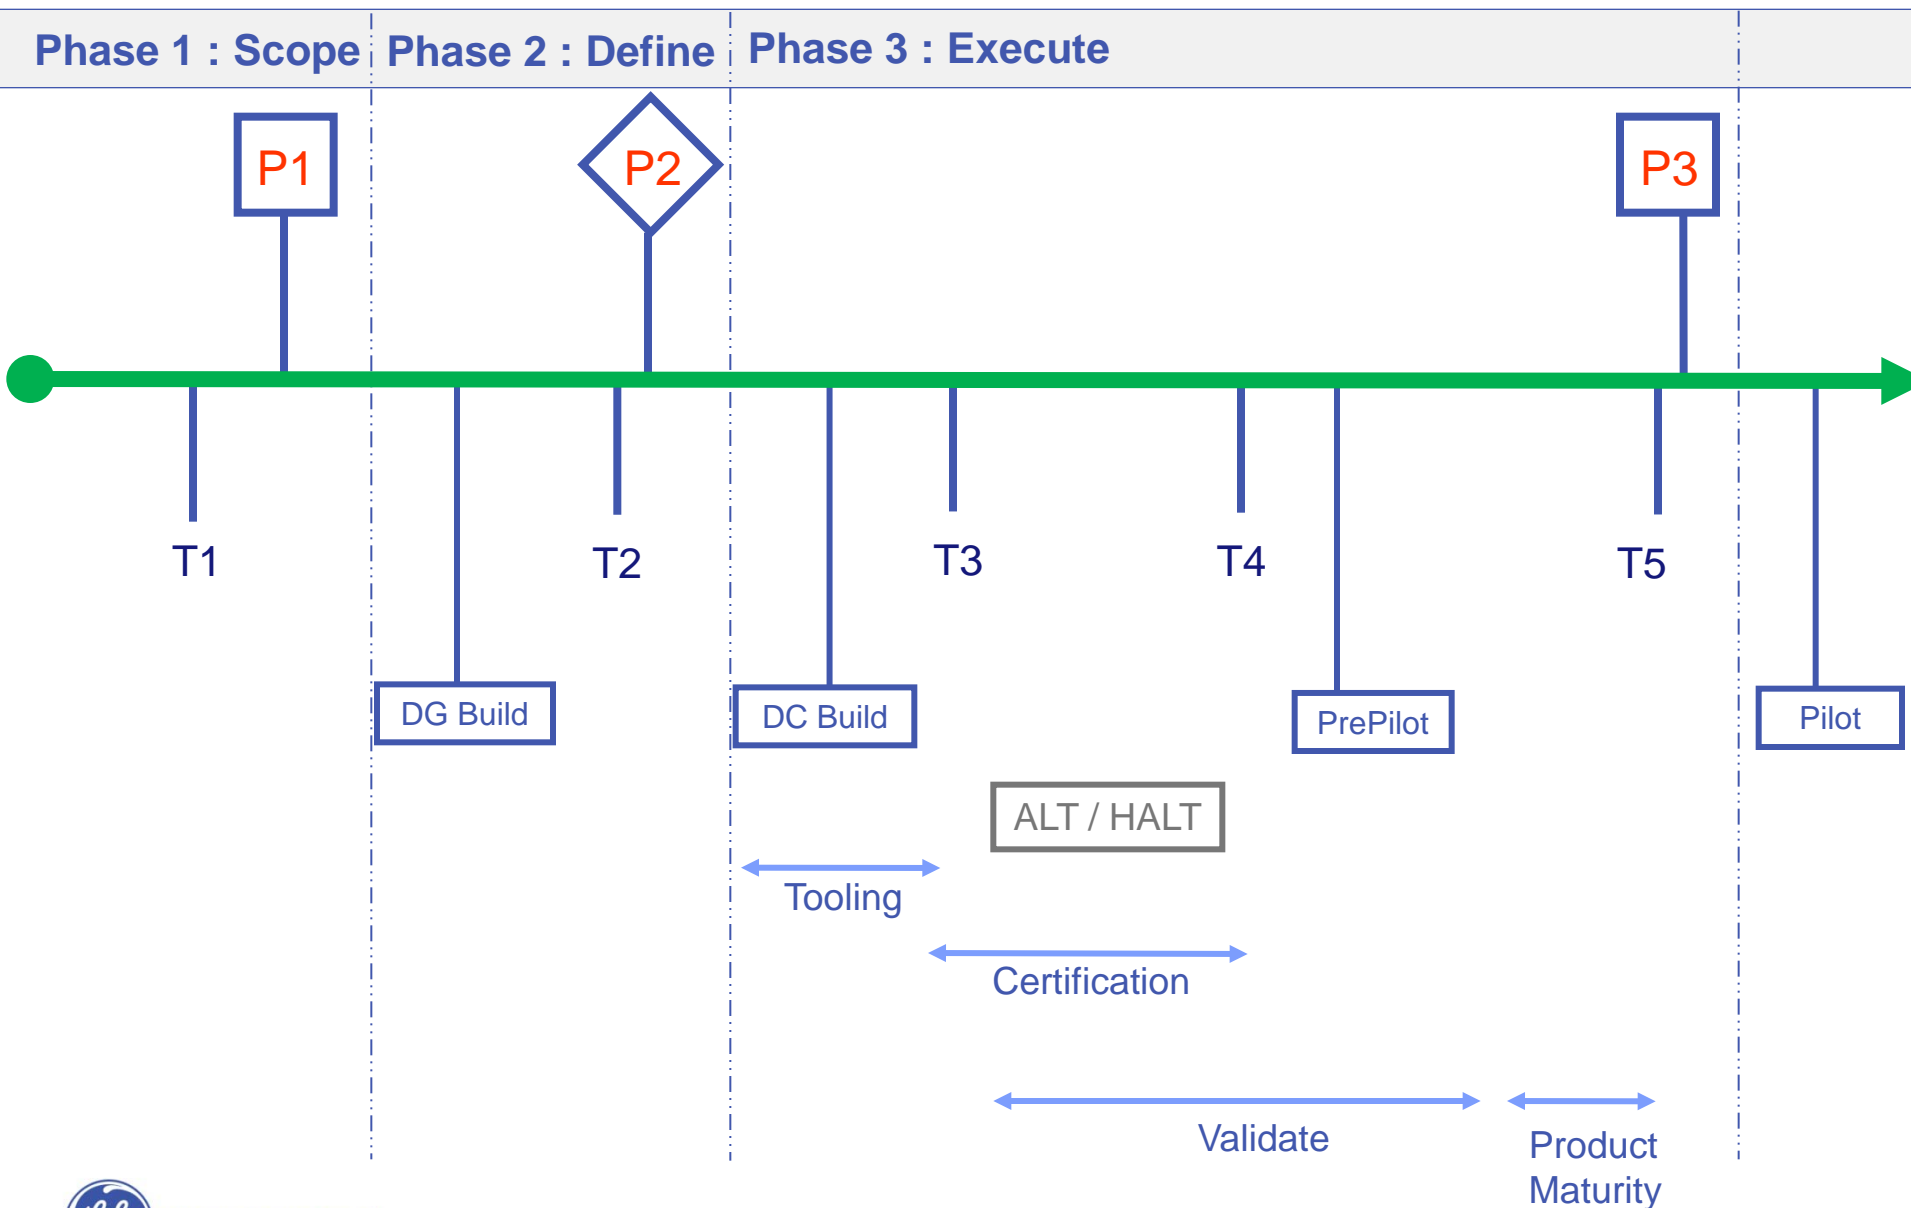 Phase 1 : Scope
Phase 2 : Define
Phase 3 : Execute
P1
P2
P3
T1
T2
T3
T4
T5
DG Build
DC Build
PrePilot
Pilot
ALT / HALT
Tooling
Certification
Validate
Product
Maturity